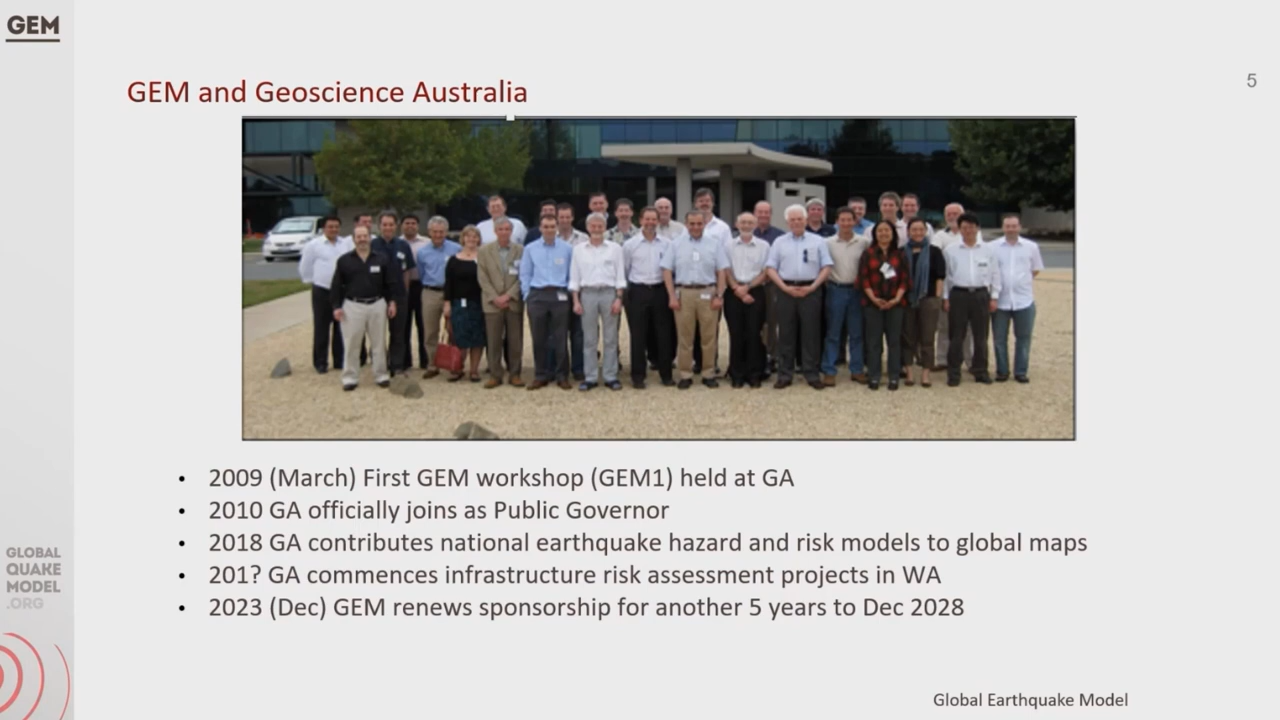 GEM
5
GEM and Geoscience Australia
• 2009 (March) First GEM workshop (GEM1) held at GA
• 2010 GA officially joins as Public Governor
• 2018 GA contributes national earthquake hazard and risk models to global maps
• 201? GA commences infrastructure risk assessment projects in WA
• 2023 (Dec) GEM renews sponsorship for another 5 years to Dec 2028
GLOBAL
QUAKE
MODEL
.ORG
Global Earthquake Model